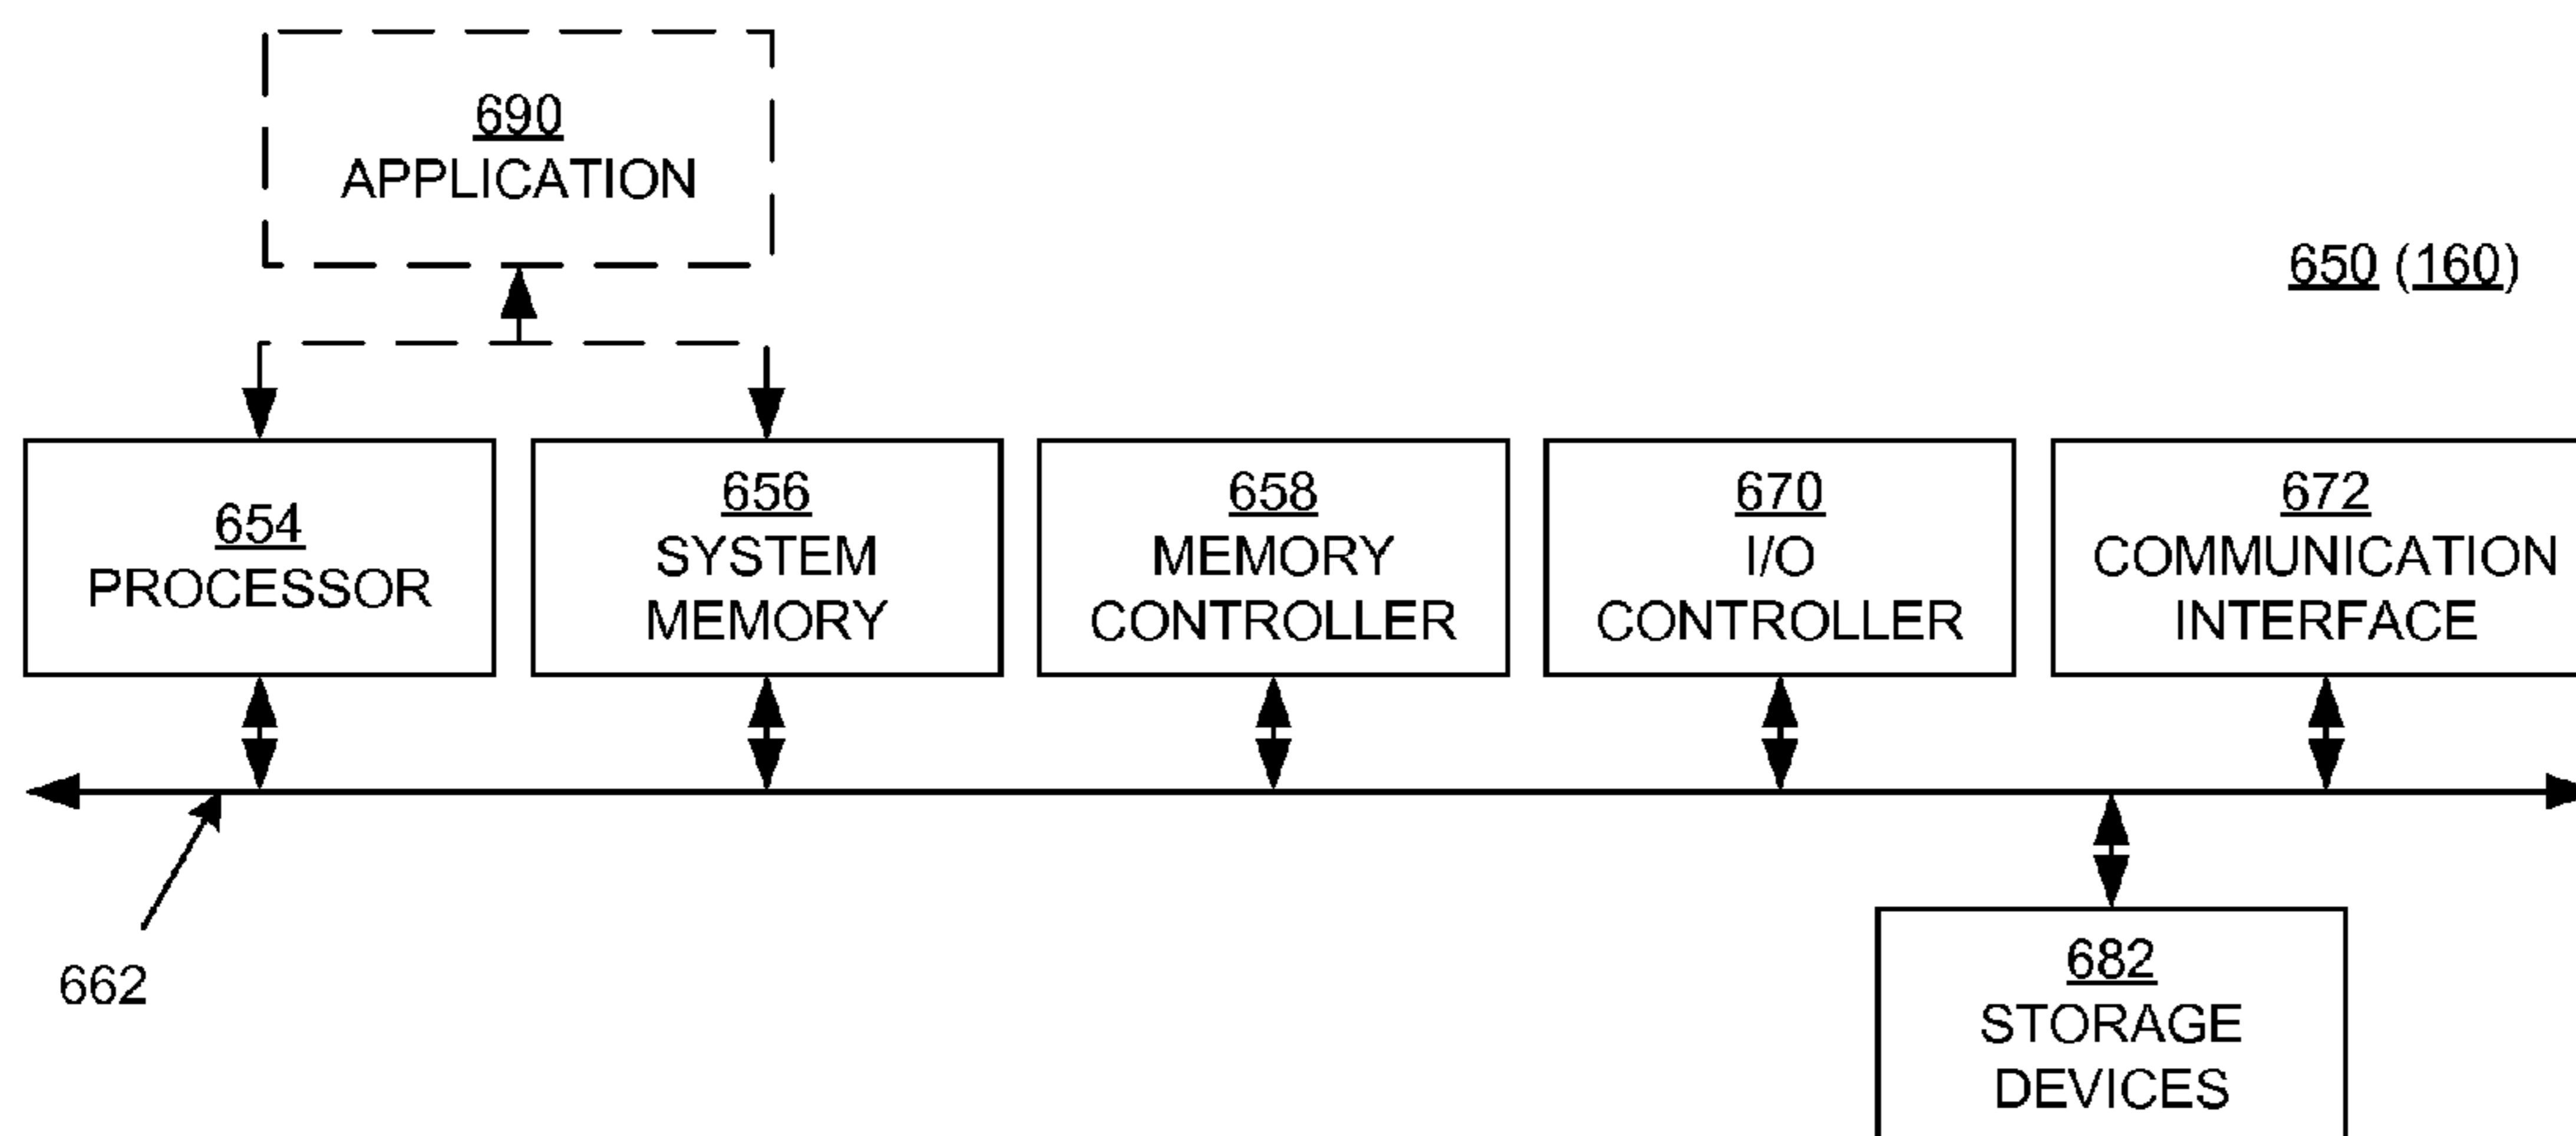 690
APPLICATION
650 (160)
654
PROCESSOR
656
SYSTEM
MEMORY
658
MEMORY
CONTROLLER
670
I/O
CONTROLLER
672
COMMUNICATION
INTERFACE
662
682
STORAGE
DEVICES